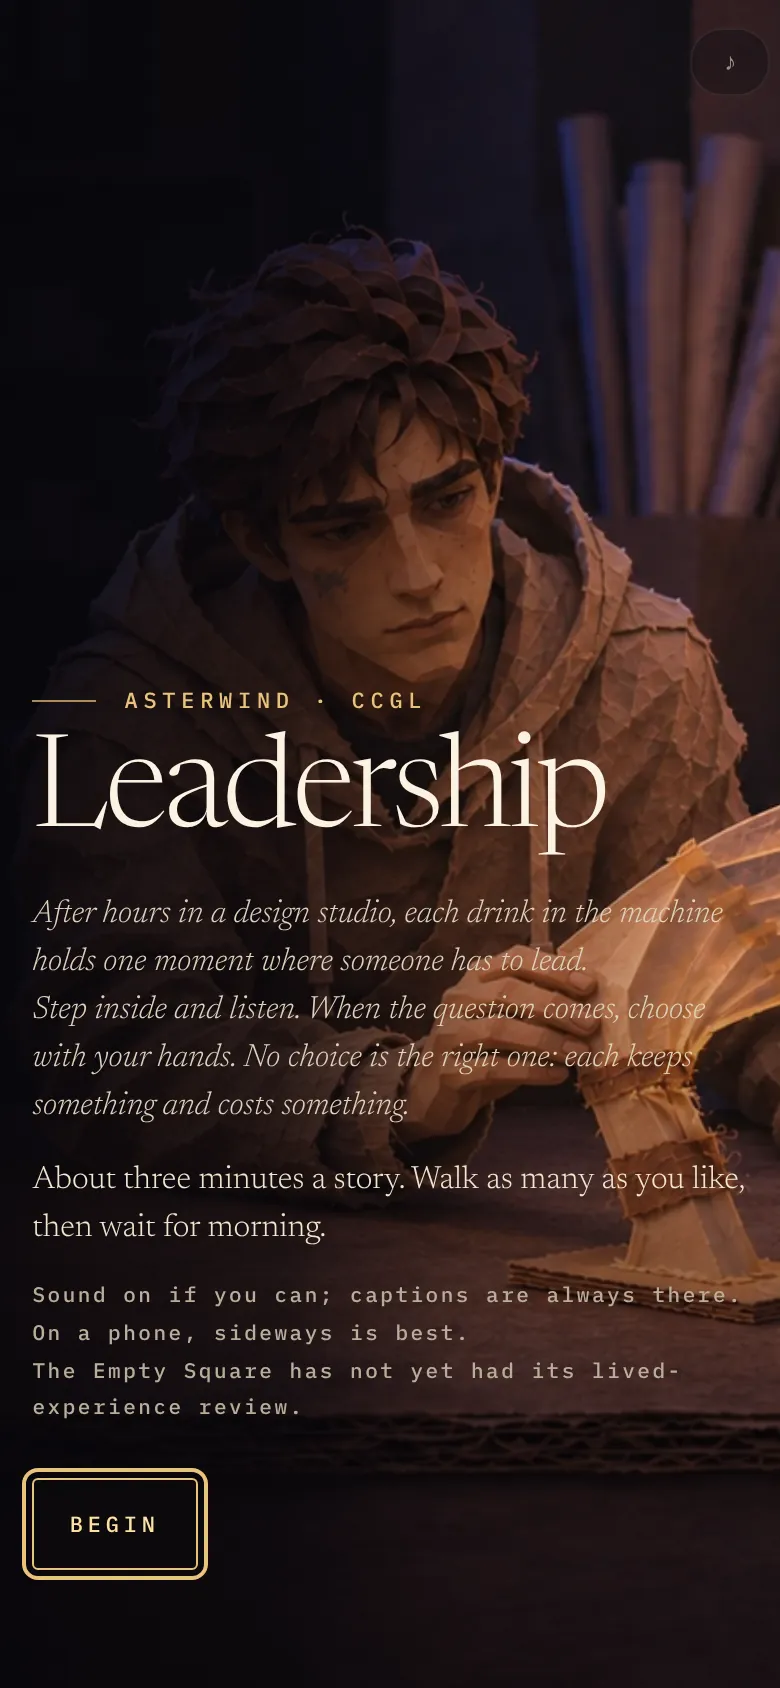 ♪
ASTERWIND · CCGL
Leadership
After hours in a design studio, each drink in the machine
holds one moment where someone has to lead.
Step inside and listen. When the question comes, choose
with your hands. No choice is the right one: each keeps
something and costs something.
About three minutes a story. Walk as many as you like,
then wait for morning.
Sound on if you can; captions are always there.
On a phone, sideways is best.
The Empty Square has not yet had its lived-
experience review.
BEGIN